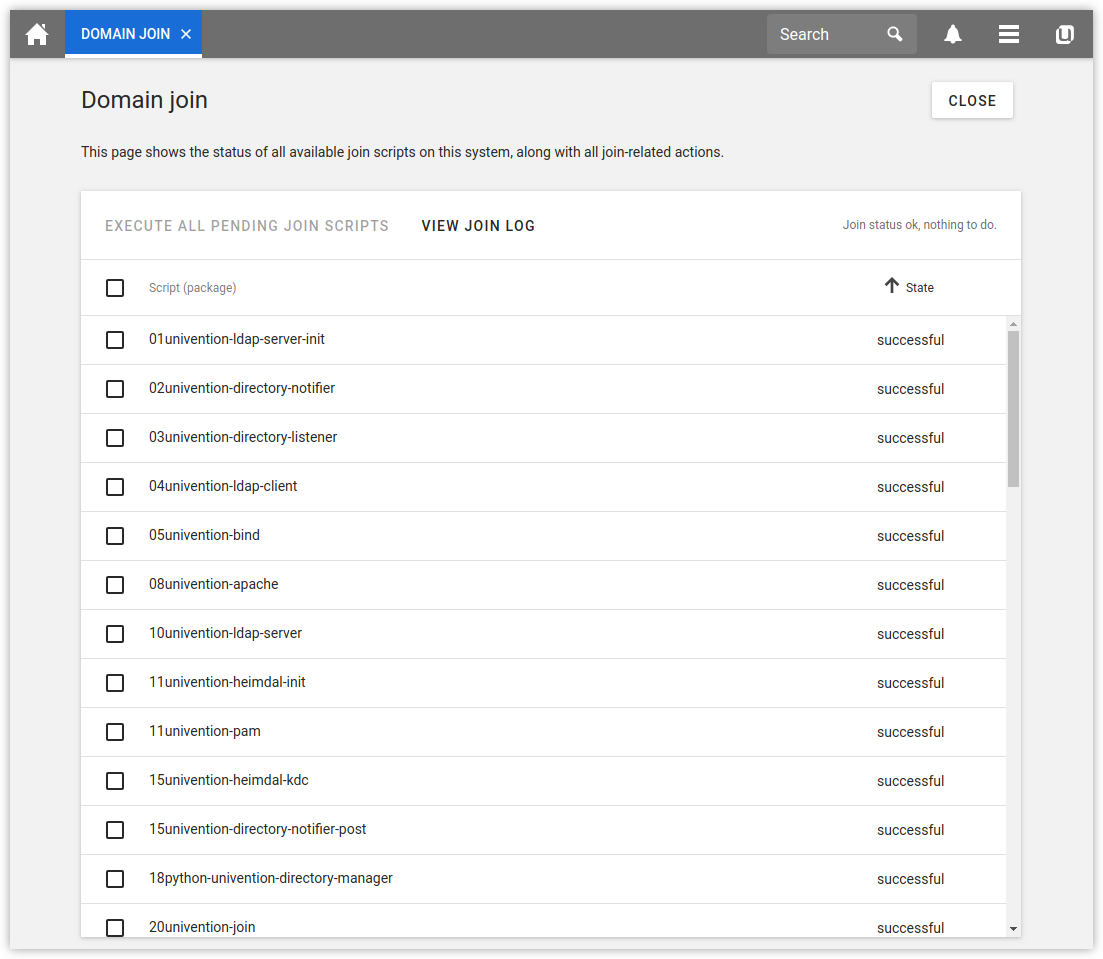 DOMAIN JOIN
Search
Domain join
CLOSE
This page shows the status of all available join scripts on this system, along with all join-related actions.
EXECUTE ALL PENDING JOIN SCRIPTS VIEW JOIN LOG Join status ok, nothing to do.
Script (package) State
01univention-ldap-server-init successful
02univention-directory-notifier successful
03univention-directory-listener successful
04univention-ldap-client successful
05univention-bind successful
08univention-apache successful
10univention-ldap-server successful
11univention-heimdal-init successful
11univention-pam successful
15univention-heimdal-kdc successful
15univention-directory-notifier-post successful
18python-univention-directory-manager successful
20univention-join successful